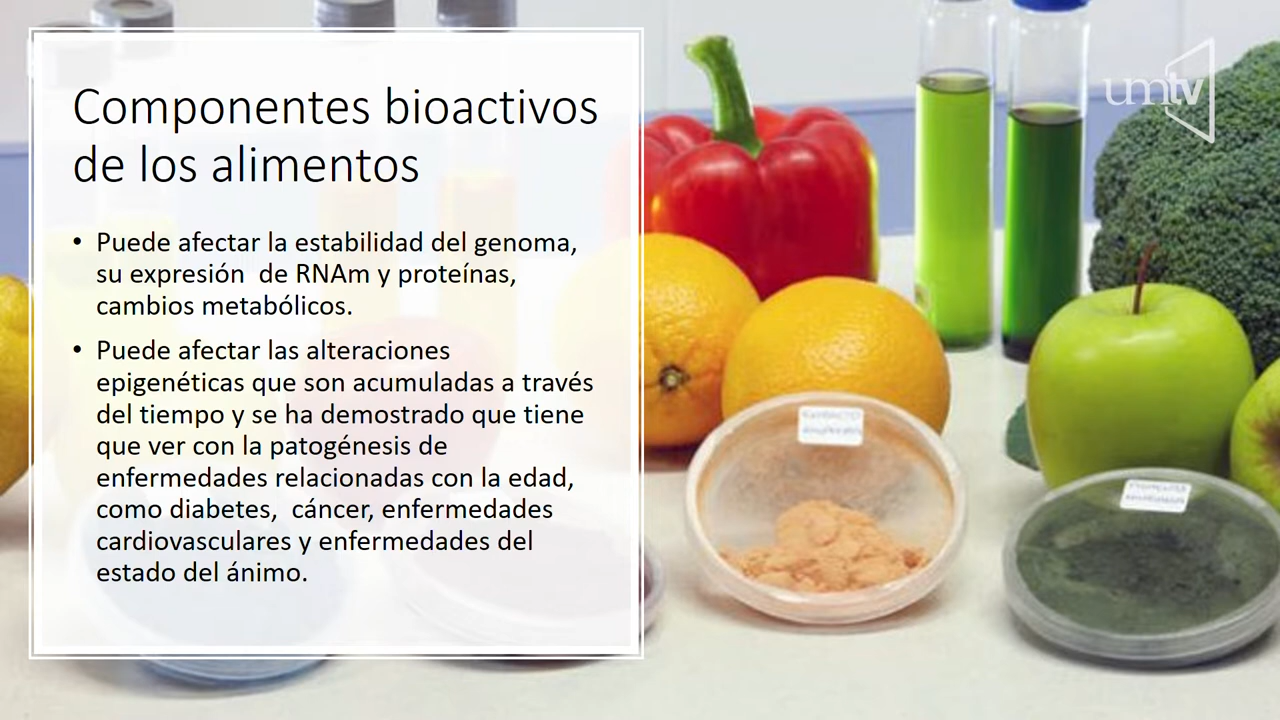 umtv
Componentes bioactivos
de los alimentos
• Puede afectar la estabilidad del genoma,
su expresión  de RNAm y proteínas,
cambios metabólicos.
• Puede afectar las alteraciones
epigenéticas que son acumuladas a través
del tiempo y se ha demostrado que tiene
que ver con la patogénesis de
enfermedades relacionadas con la edad,
como diabetes,  cáncer, enfermedades
cardiovasculares y enfermedades del
estado del ánimo.